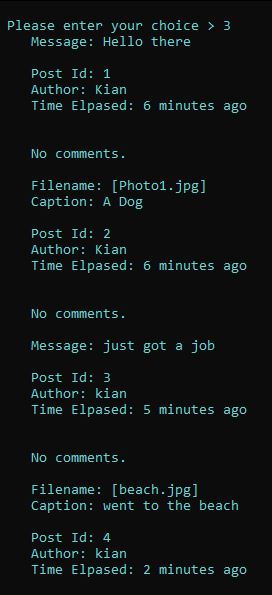 Please enter your choice > 3
Message: Hello there
Post Id: 1
Author: Kian
Time Elpased: 6 minutes ago
No comments.
Filename: [Photo1.jpg]
Caption: A Dog
Post Id: 2
Author: Kian
Time Elpased: 6 minutes ago
No comments.
Message: just got a job
Post Id: 3
Author: kian
Time Elpased: 5 minutes ago
No comments.
Filename: [beach.jpg]
Caption: went to the beach
Post Id: 4
Author: kian
Time Elpased: 2 minutes ago